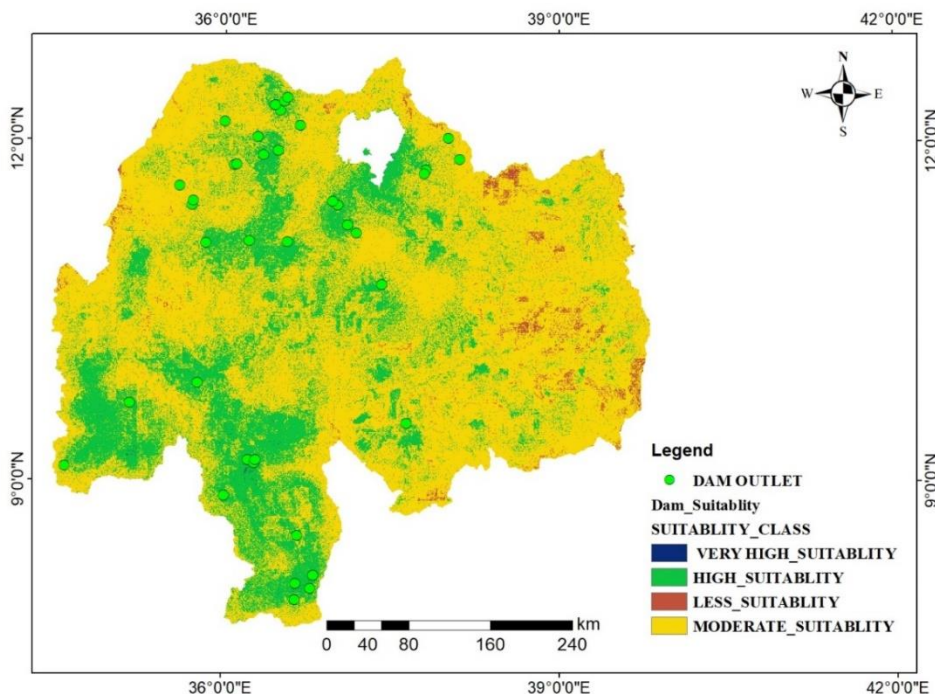 36°0'0"E 39°0'0"E 42°0'0"E
N
W E
S
12°0'0"N 12°0'0"N
Legend
DAM OUTLET
Dam_Suitablity
9°0'0"N 9°0'0"N
SUITABLITY_CLASS
VERY HIGH_SUITABLITY
HIGH_SUITABLITY
LESS_SUITABLITY
MODERATE_SUITABLITY
km
0 40 80 160 240
36°0'0"E 39°0'0"E 42°0'0"E